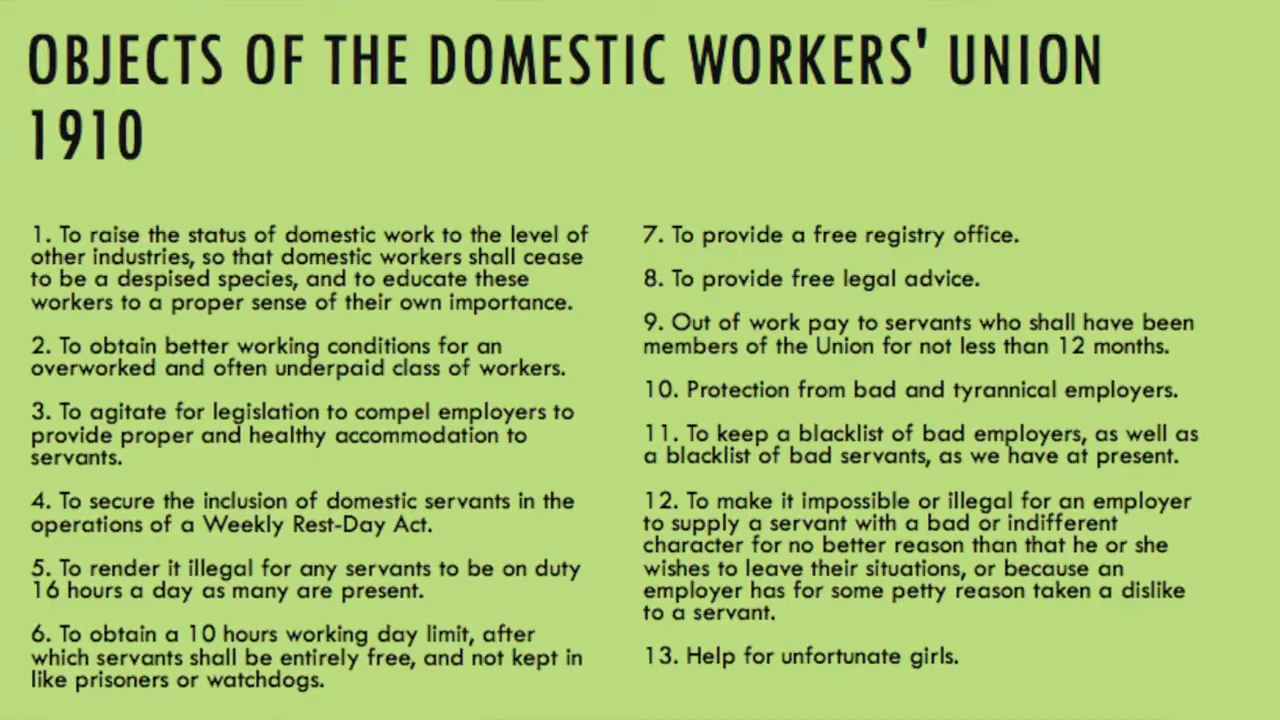 OBJECTS OF THE DOMESTIC WORKERS' UNION
1910
1. To raise the status of domestic work to the level of
other industries, so that domestic workers shall cease
to be a despised species, and to educate these
workers to a proper sense of their own importance.
2. To obtain better working conditions for an
overworked and often underpaid class of workers.
3. To agitate for legislation to compel employers to
provide proper and healthy accommodation to
servants.
4. To secure the inclusion of domestic servants in the
operations of a Weekly Rest-Day Act.
5. To render it illegal for any servants to be on duty
16 hours a day as many are present.
6. To obtain a 10 hours working day limit, after
which servants shall be entirely free, and not kept in
like prisoners or watchdogs.
7. To provide a free registry office.
8. To provide free legal advice.
9. Out of work pay to servants who shall have been
members of the Union for not less than 12 months.
10. Protection from bad and tyrannical employers.
11. To keep a blacklist of bad employers, as well as
a blacklist of bad servants, as we have at present.
12. To make it impossible or illegal for an employer
to supply a servant with a bad or indifferent
character for no better reason than that he or she
wishes to leave their situations, or because an
employer has for some petty reason taken a dislike
to a servant.
13. Help for unfortunate girls.